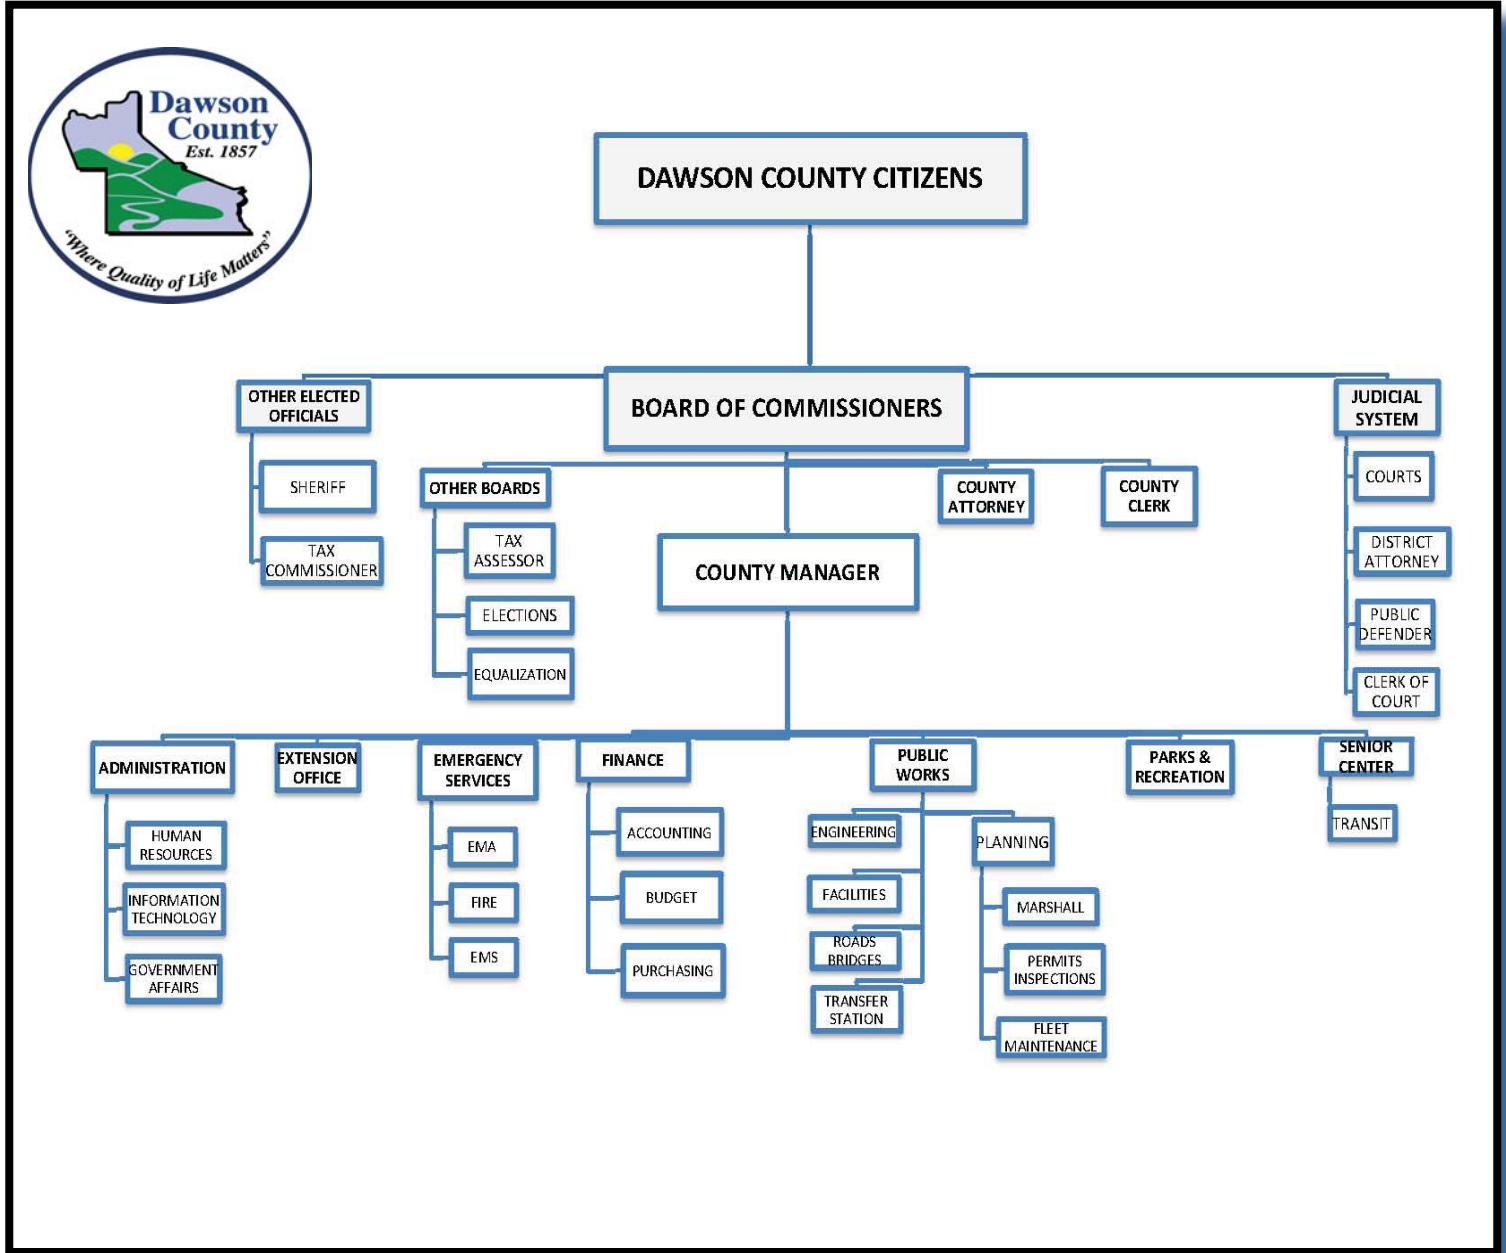 Dawson
County
Est. 1857
"Where Quality of Life Matters"
DAWSON COUNTY CITIZENS
OTHER ELECTED
OFFICIALS
SHERIFF
TAX
COMMISSIONER
BOARD OF COMMISSIONERS
JUDICIAL
SYSTEM
COURTS
DISTRICT
ATTORNEY
PUBLIC
DEFENDER
CLERK OF
COURT
OTHER BOARDS
TAX
ASSESSOR
ELECTIONS
EQUALIZATION
COUNTY
ATTORNEY
COUNTY
CLERK
COUNTY MANAGER
ADMINISTRATION
HUMAN
RESOURCES
INFORMATION
TECHNOLOGY
GOVERNMENT
AFFAIRS
EXTENSION
OFFICE
EMERGENCY
SERVICES
EMA
FIRE
EMS
FINANCE
ACCOUNTING
BUDGET
PURCHASING
PUBLIC
WORKS
ENGINEERING
FACILITIES
ROADS
BRIDGES
TRANSFER
STATION
PLANNING
MARSHALL
PERMITS
INSPECTIONS
FLEET
MAINTENANCE
PARKS &
RECREATION
SENIOR
CENTER
TRANSIT